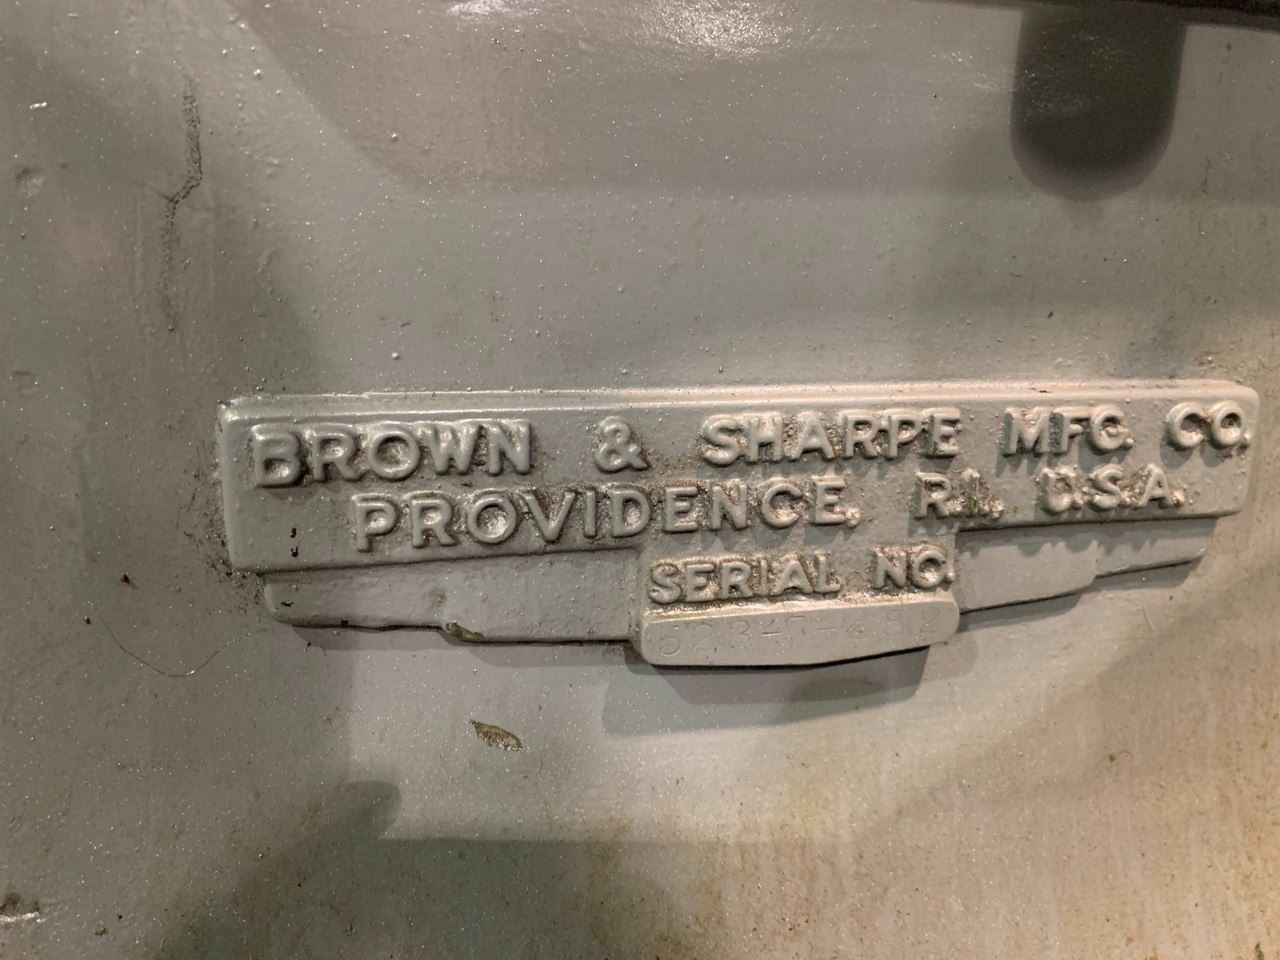 BROWN & SHARPE MFG. CO.
PROVIDENCE, R.I. U.S.A.
SERIAL NO.